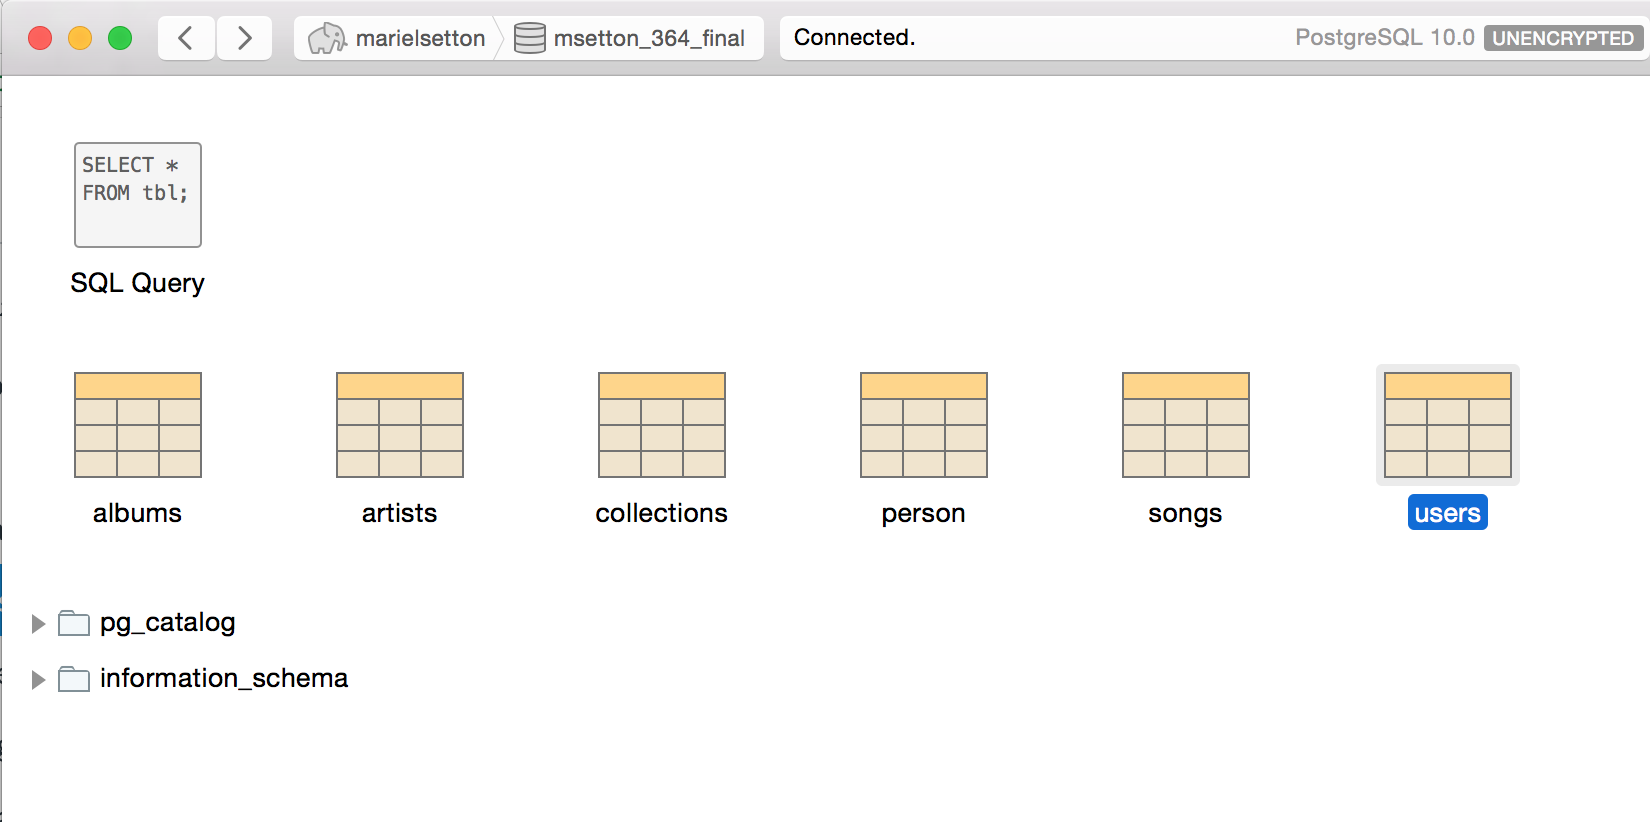 marielsetton msetton_364_final Connected. PostgreSQL 10.0 UNENCRYPTED
SELECT *
FROM tbl;
SQL Query
albums artists collections person songs users
pg_catalog
information_schema